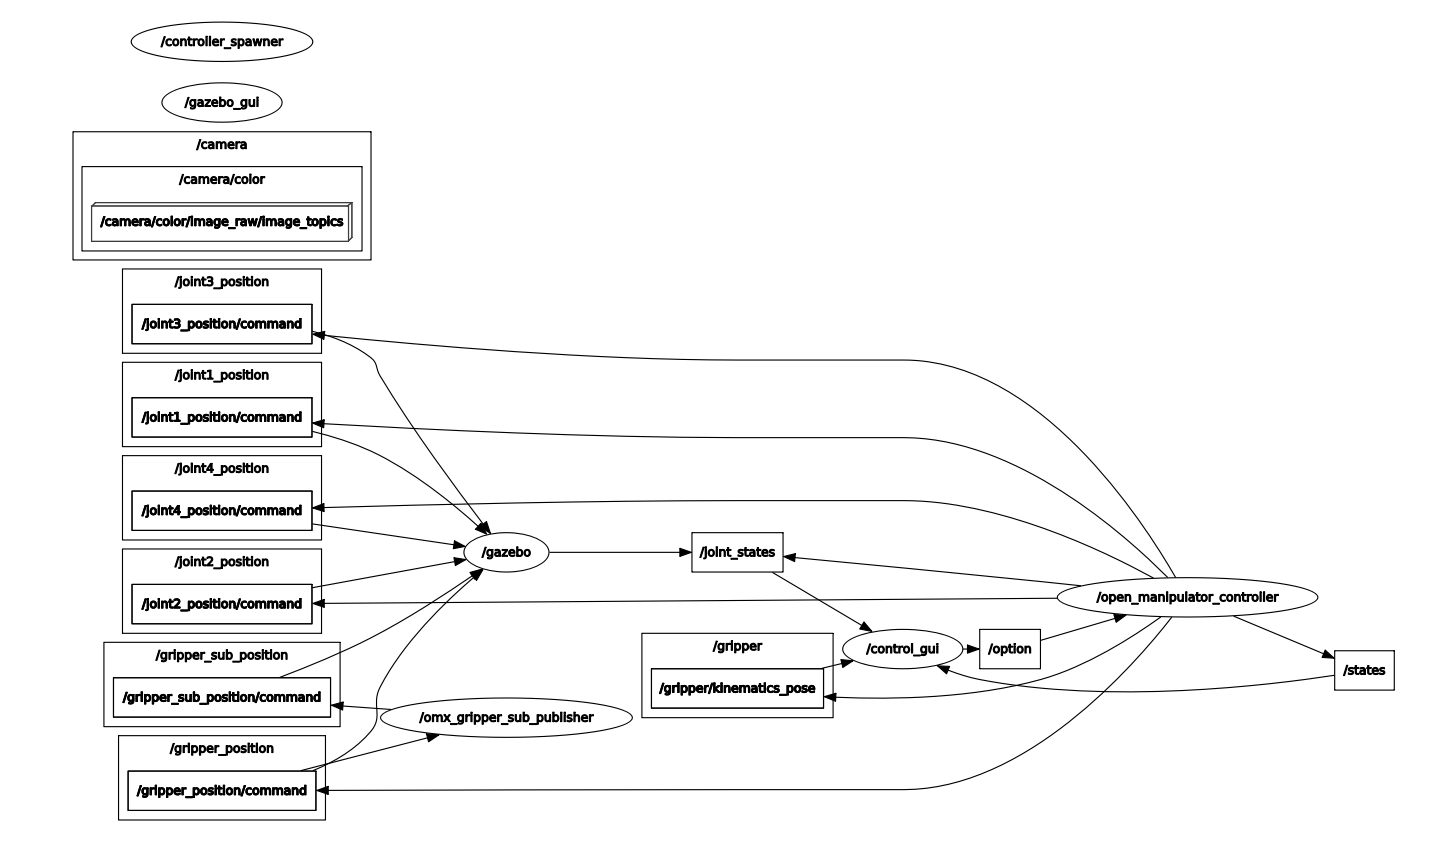 /controller_spawner
/gazebo_gui
/camera
/camera/color
/camera/color/image_raw/image_topics
/joint3_position
/joint3_position/command
/joint1_position
/joint1_position/command
/joint4_position
/joint4_position/command
/joint2_position
/joint2_position/command
/gripper_sub_position
/gripper_sub_position/command
/gripper_position
/gripper_position/command
/gazebo
/omx_gripper_sub_publisher
/joint_states
/gripper
/gripper/kinematics_pose
/control_gui
/option
/open_manipulator_controller
/states